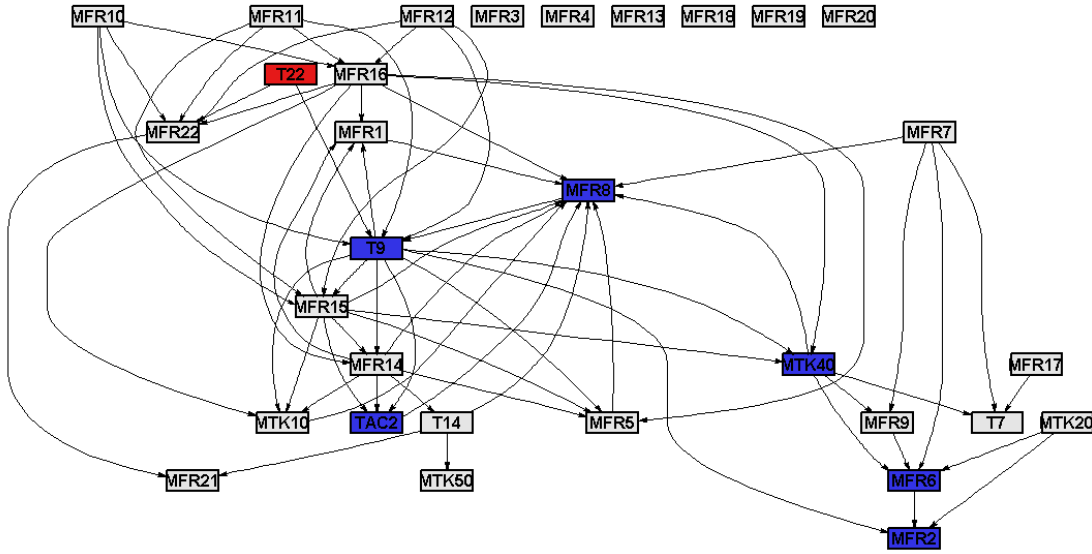 MFR10 MFR11 MFR12 MFR3 MFR4 MFR13 MFR18 MFR19 MFR20
T22 MFR16
MFR22 MFR1 MFR7
MFR8
T9
MFR15
MFR14 MTK40 MFR17
MTK10 TAC2 T14 MFR5 MFR9 T7 MTK20
MFR21 MTK50 MFR6
MFR2